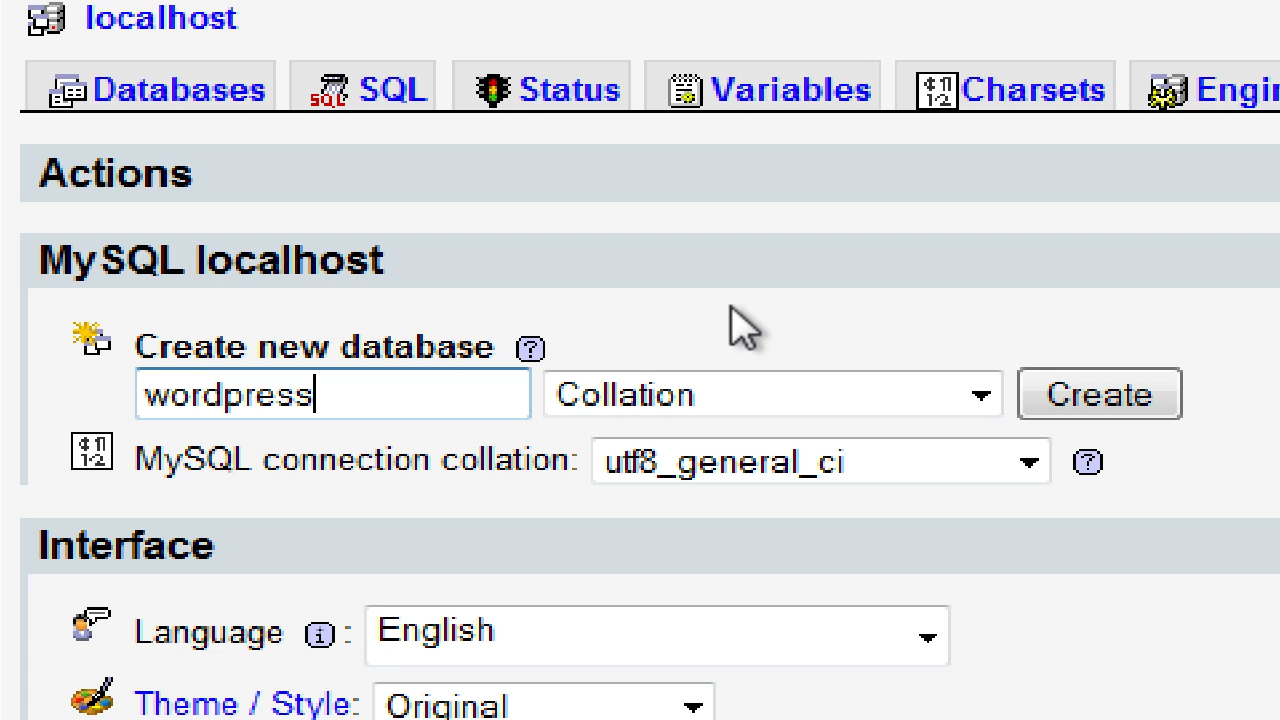 localhost
Databases SQL Status Variables Charsets
Actions
MySQL localhost
Create new database
wordpress Collation Create
MySQL connection collation: utf8_general_ci
Interface
Language : English
Theme / Style: Original